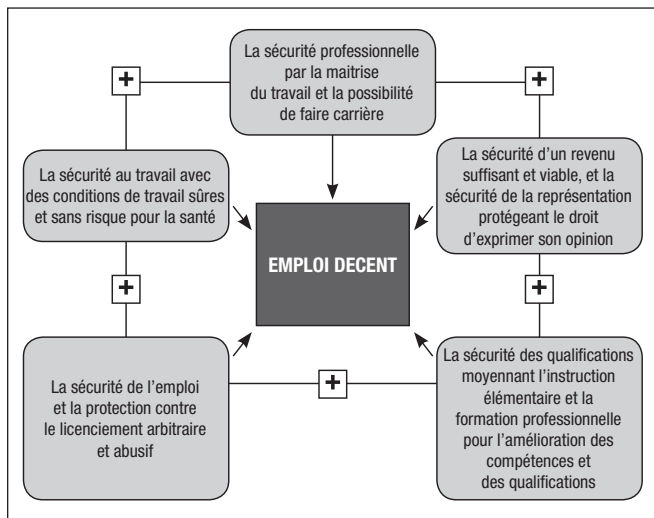 La sécurité professionnelle
par la maitrise
du travail et la possibilité
de faire carrière
+
+
La sécurité au travail avec
des conditions de travail sûres
et sans risque pour la santé
La sécurité d'un revenu
suffisant et viable, et la
sécurité de la représentation
protégeant le droit
d'exprimer son opinion
EMPLOI DECENT
+
+
La sécurité de l'emploi
et la protection contre
le licenciement arbitraire
et abusif
+
La sécurité des qualifications
moyennant l'instruction
élémentaire et la
formation professionnelle
pour l'amélioration des
compétences et
des qualifications